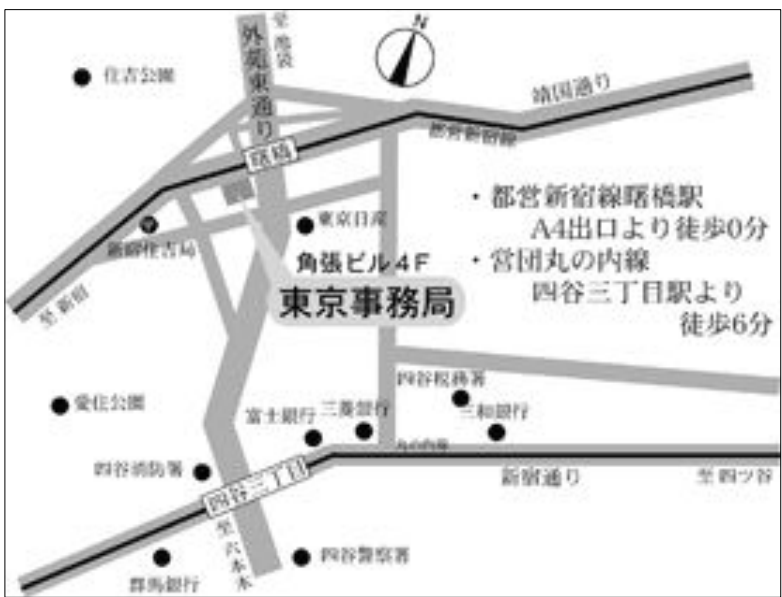 N
至池袋
外苑東通り
住吉公園
靖国通り
都営新宿線
曙橋
・都営新宿線曙橋駅
A4出口より徒歩0分
・営団丸の内線
四谷三丁目駅より
徒歩6分
東京日産
新宿住吉局
角張ビル4F
東京事務局
至新宿
四谷税務署
愛住公園
富士銀行
三菱銀行
三和銀行
丸の内線
四谷消防署
四谷三丁目
新宿通り
至四ツ谷
至六本木
四谷警察署
群馬銀行